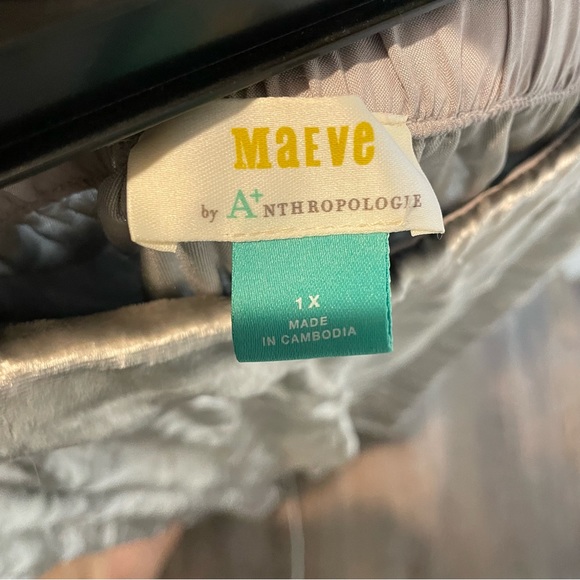 MaEve
by A+NTHROPOLOGIE
1X
MADE
IN CAMBODIA